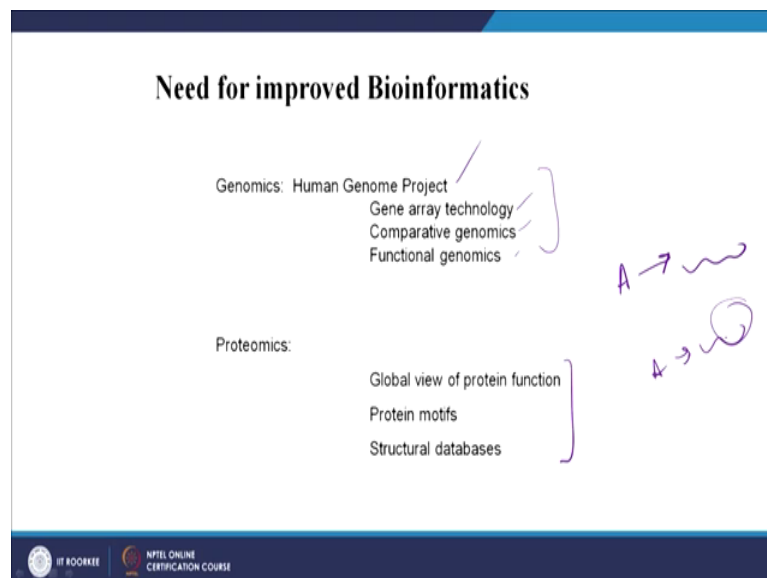 Need for improved Bioinformatics
Genomics: Human Genome Project
Gene array technology
Comparative genomics
Functional genomics
A →
A →
Proteomics:
Global view of protein function
Protein motifs
Structural databases
IIT ROORKEE
NPTEL ONLINE
CERTIFICATION COURSE